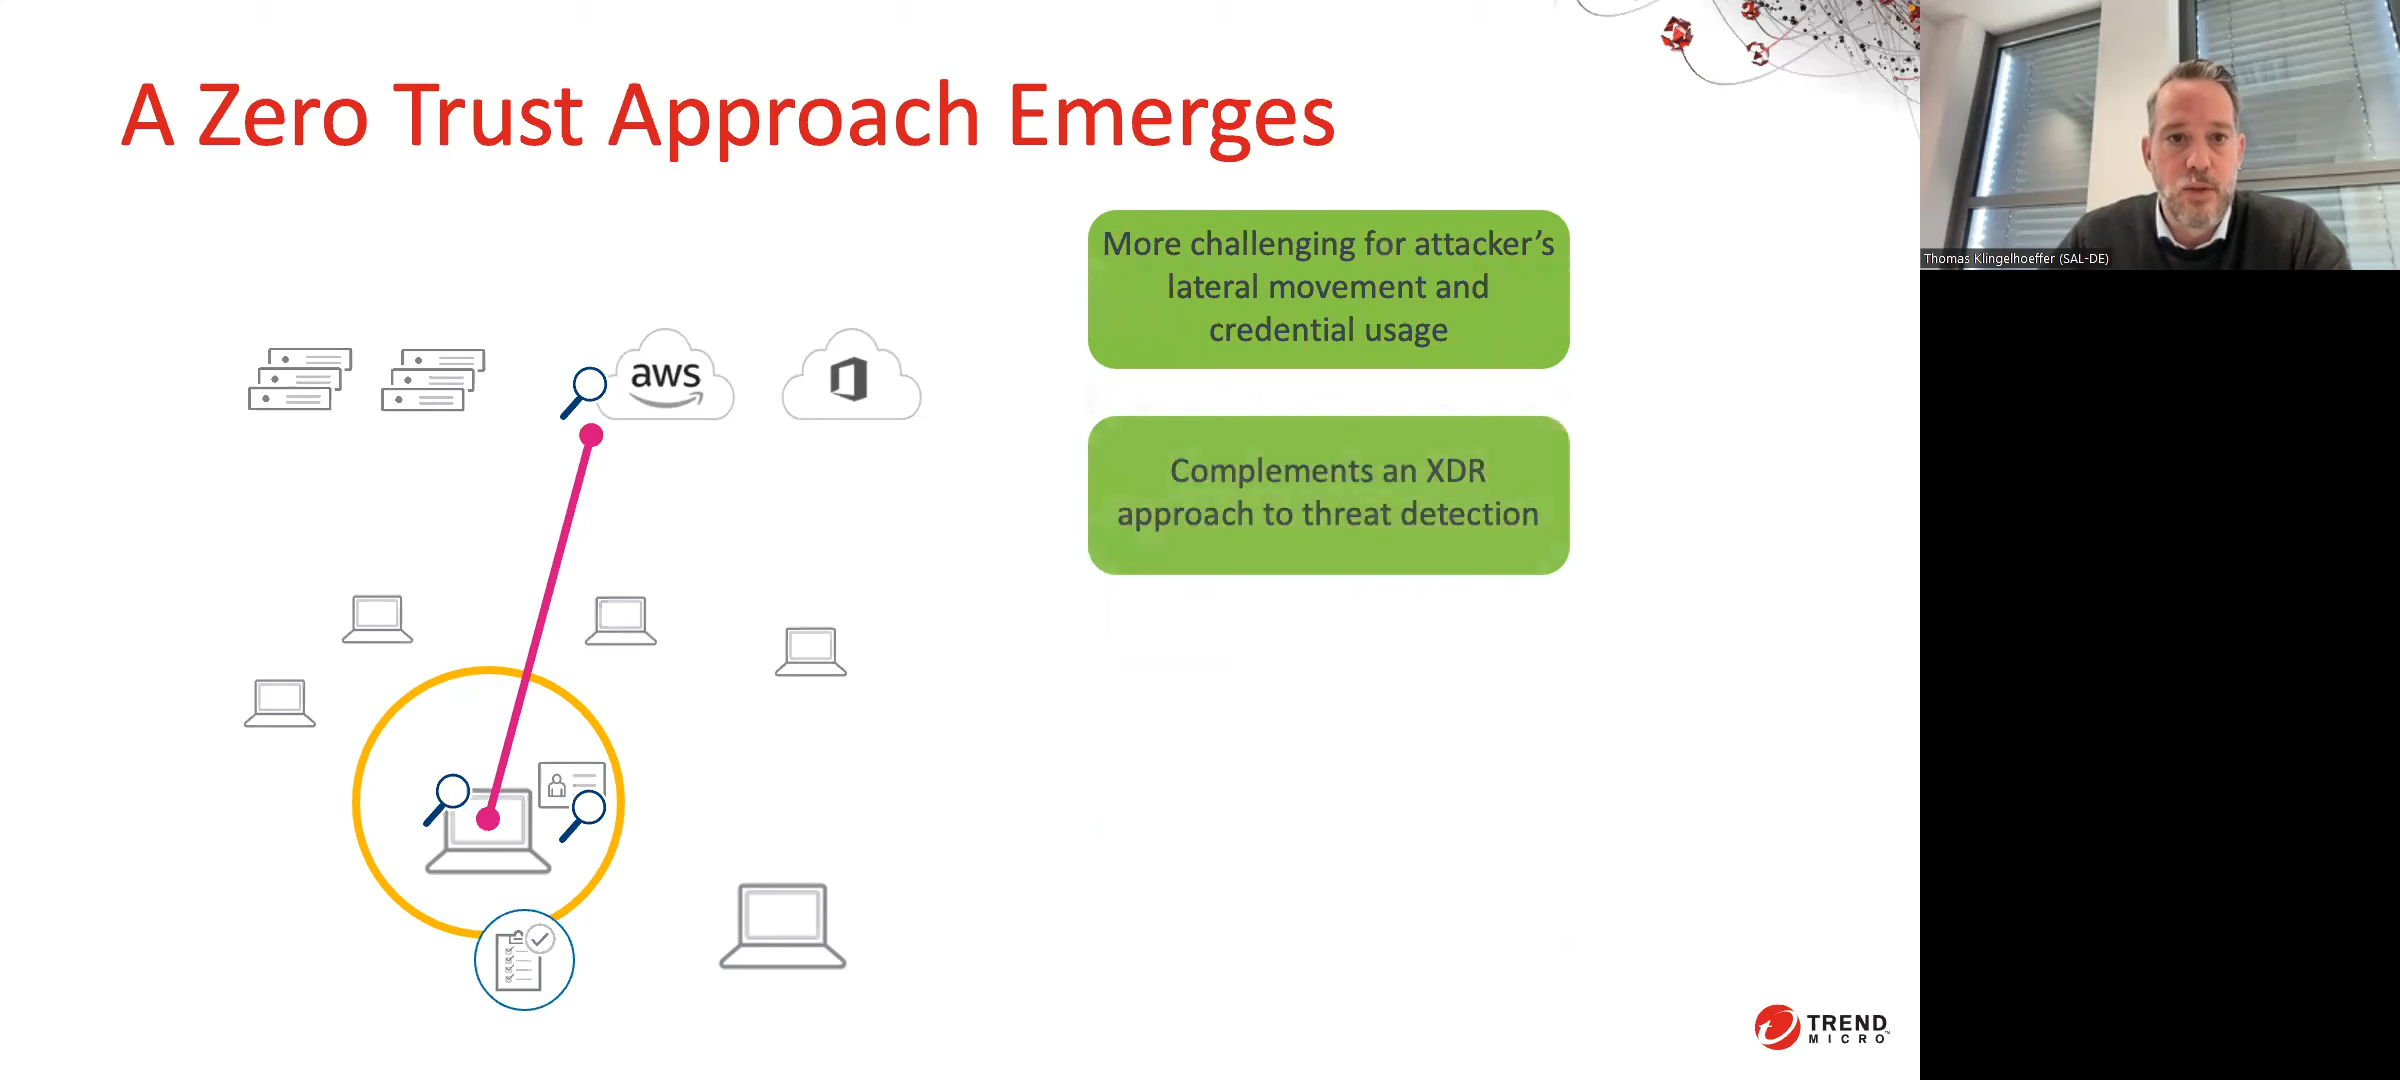 A Zero Trust Approach Emerges
More challenging for attacker’s
lateral movement and
credential usage
aws
Complements an XDR
approach to threat detection
Thomas Klingelhoeffer (SAL-DE)
TREND
MICRO